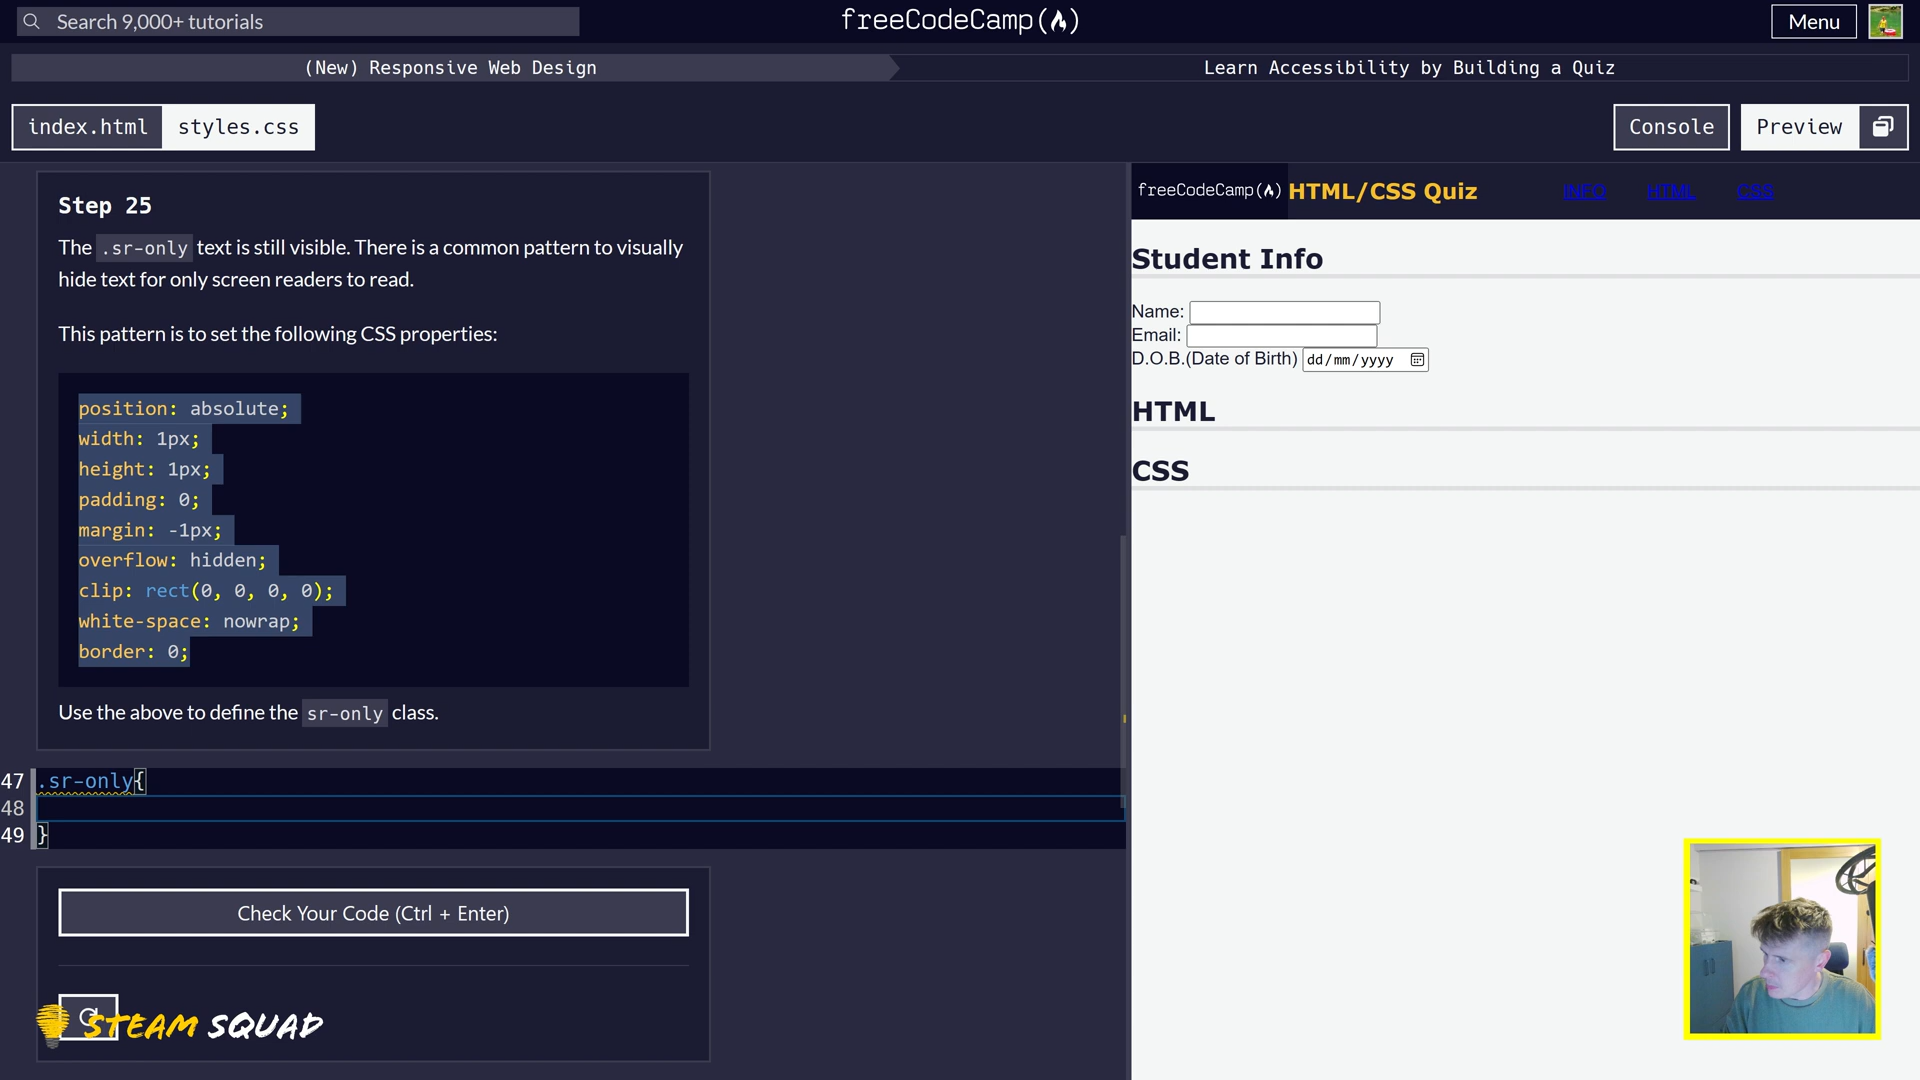 Search 9,000+ tutorials
freeCodeCamp
Menu
(New) Responsive Web Design
Learn Accessibility by Building a Quiz
index.html
styles.css
Console
Preview
Step 25
The .sr-only text is still visible. There is a common pattern to visually
hide text for only screen readers to read.
This pattern is to set the following CSS properties:
position: absolute;
width: 1px;
height: 1px;
padding: 0;
margin: -1px;
overflow: hidden;
clip: rect(0, 0, 0, 0);
white-space: nowrap;
border: 0;
Use the above to define the sr-only class.
47 .sr-only{
48
49 }
Check Your Code (Ctrl + Enter)
STEAM SQUAD
freeCodeCamp HTML/CSS Quiz
INFO HTML CSS
Student Info
Name:
Email:
D.O.B.(Date of Birth) dd/mm/yyyy
HTML
CSS